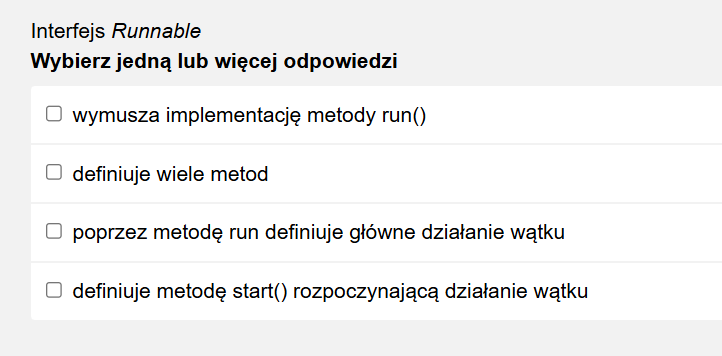 Interfejs Runnable
Wybierz jedną lub więcej odpowiedzi
wymusza implementację metody run()
definiuje wiele metod
poprzez metodę run definiuje główne działanie wątku
definiuje metodę start() rozpoczynającą działanie wątku